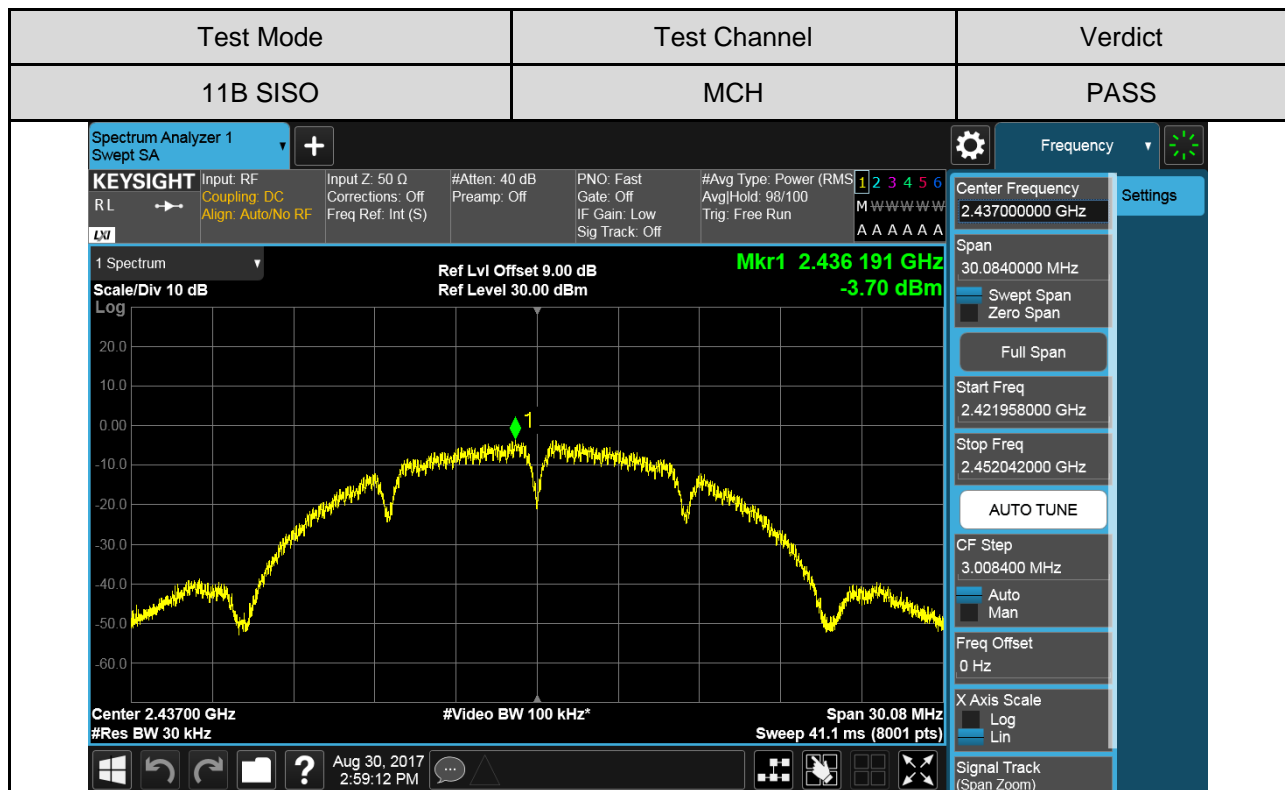 Test Mode Test Channel Verdict
11B SISO MCH PASS
Spectrum Analyzer 1
Swept SA
+
Frequency
KEYSIGHT
RL
LXI
Input: RF
Coupling: DC
Align: Auto/No RF
Input Z: 50 Ω
Corrections: Off
Freq Ref: Int (S)
#Atten: 40 dB
Preamp: Off
PNO: Fast
Gate: Off
IF Gain: Low
Sig Track: Off
#Avg Type: Power (RMS
Avg|Hold: 98/100
Trig: Free Run
1 2 3 4 5 6
M W W W W W
A A A A A A
1 Spectrum
Scale/Div 10 dB
Ref Lvl Offset 9.00 dB
Ref Level 30.00 dBm
Mkr1 2.436 191 GHz
-3.70 dBm
Log
20.0
10.0
0.00
-10.0
-20.0
-30.0
-40.0
-50.0
-60.0
1
Center 2.43700 GHz
#Res BW 30 kHz
#Video BW 100 kHz*
Span 30.08 MHz
Sweep 41.1 ms (8001 pts)
?
Aug 30, 2017
2:59:12 PM
Center Frequency
2.437000000 GHz
Settings
Span
30.0840000 MHz
Swept Span
Zero Span
Full Span
Start Freq
2.421958000 GHz
Stop Freq
2.452042000 GHz
AUTO TUNE
CF Step
3.008400 MHz
Auto
Man
Freq Offset
0 Hz
X Axis Scale
Log
Lin
Signal Track
(Span Zoom)